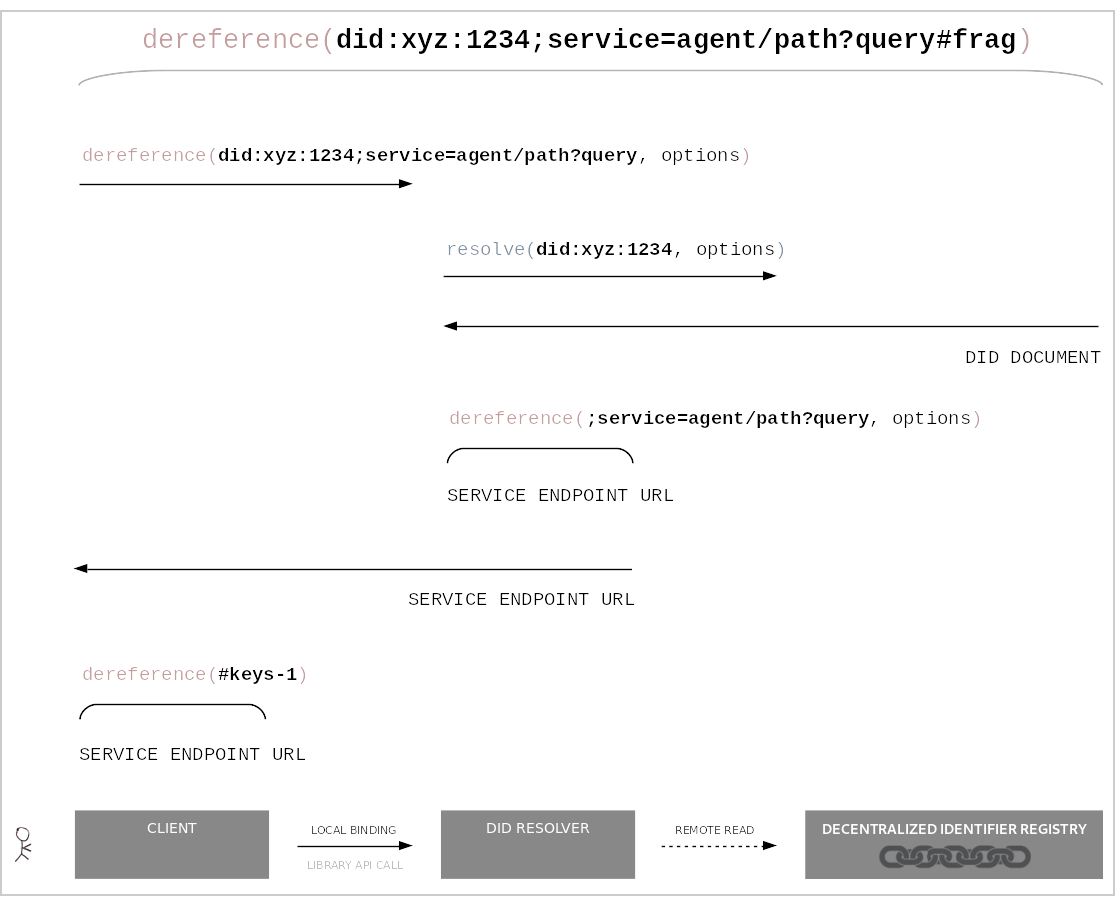 dereference(did:xyz:1234;service=agent/path?query#frag)
dereference(did:xyz:1234;service=agent/path?query, options)
resolve(did:xyz:1234, options)
DID DOCUMENT
dereference(;service=agent/path?query, options)
SERVICE ENDPOINT URL
SERVICE ENDPOINT URL
dereference(#keys-1)
SERVICE ENDPOINT URL
CLIENT
LOCAL BINDING
LIBRARY API CALL
DID RESOLVER
REMOTE READ
DECENTRALIZED IDENTIFIER REGISTRY